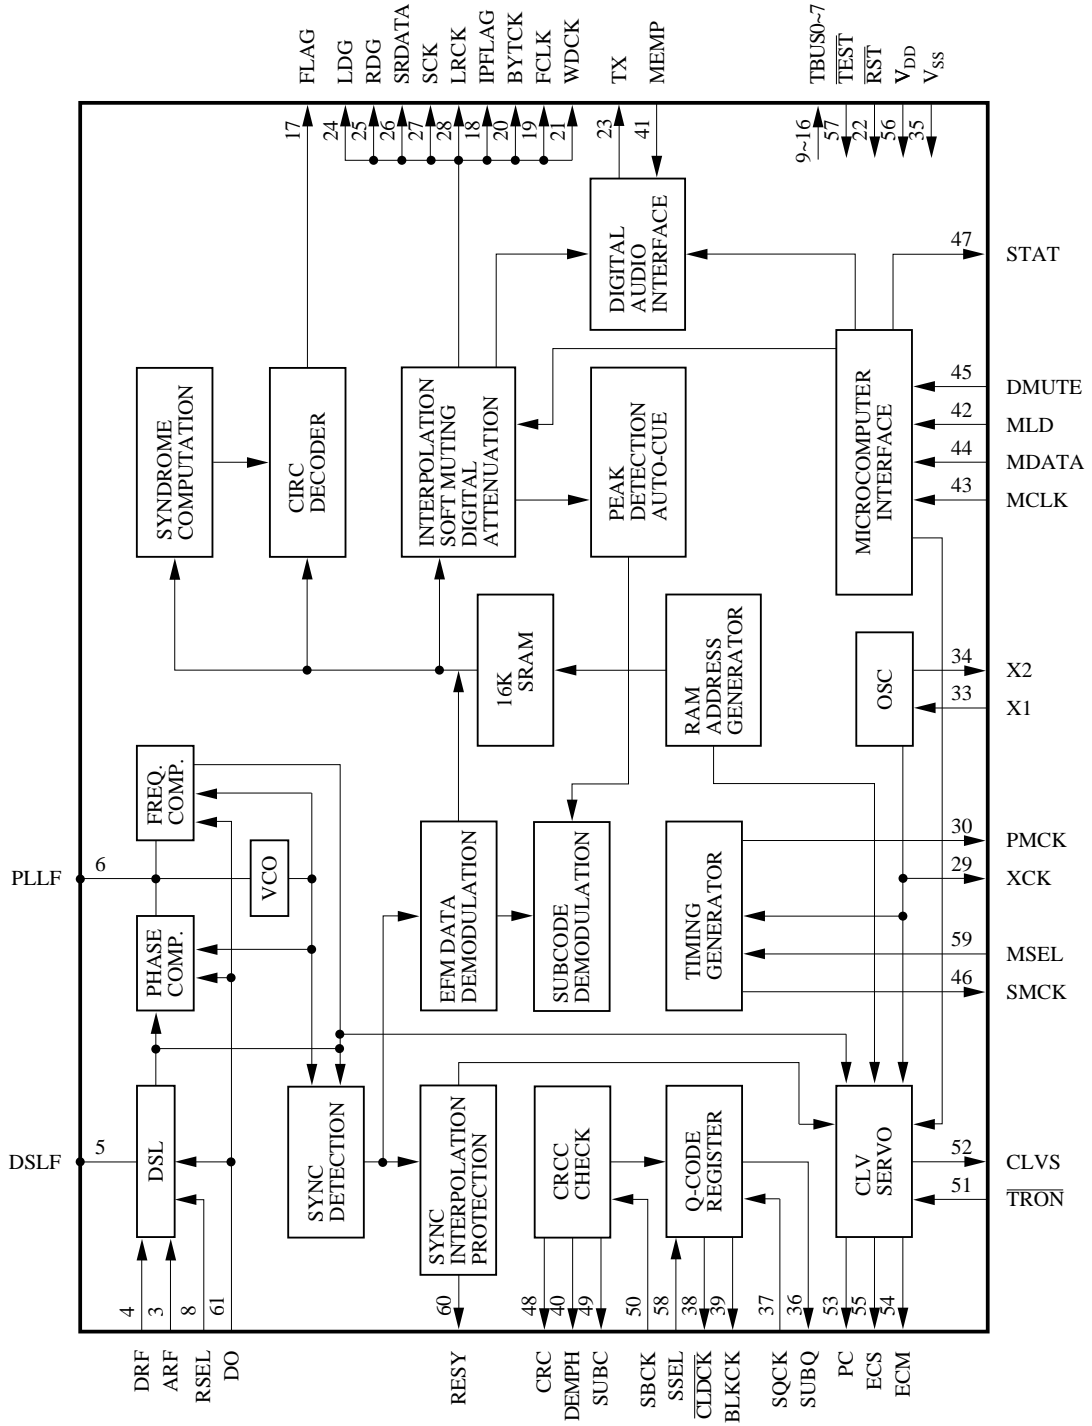 FLAG
LDG
RDG
SRDATA
SCK
LRCK
IPFLAG
BYTCK
FCLK
WDCK
TX
MEMP
TBUS0~7
TEST
RST
VDD
VSS
17
24
25
26
27
28
18
20
19
21
23
41
9~16
57
22
56
35
DIGITAL
AUDIO
INTERFACE
47
STAT
SYNDROME
COMPUTATION
CIRC
DECODER
INTERPOLATION
SOFT MUTING
DIGITAL
ATTENUATION
PEAK
DETECTION
AUTO-CUE
MICROCOMPUTER
INTERFACE
45
DMUTE
42
MLD
44
MDATA
43
MCLK
16K
SRAM
RAM
ADDRESS
GENERATOR
OSC
34
X2
33
X1
FREQ.
COMP.
PLLF
6
VCO
PHASE
COMP.
EFM DATA
DEMODULATION
SUBCODE
DEMODULATION
TIMING
GENERATOR
30
PMCK
29
XCK
59
MSEL
46
SMCK
DSLF
5
DSL
SYNC
DETECTION
SYNC
INTERPOLATION
PROTECTION
CRCC
CHECK
Q-CODE
REGISTER
CLV
SERVO
52
CLVS
51
TRON
4
3
8
61
60
48
40
49
50
58
38
39
37
36
53
55
54
DRF
ARF
RSEL
DO
RESY
CRC
DEMPH
SUBC
SBCK
SSEL
CLDCK
BLKCK
SQCK
SUBQ
PC
ECS
ECM